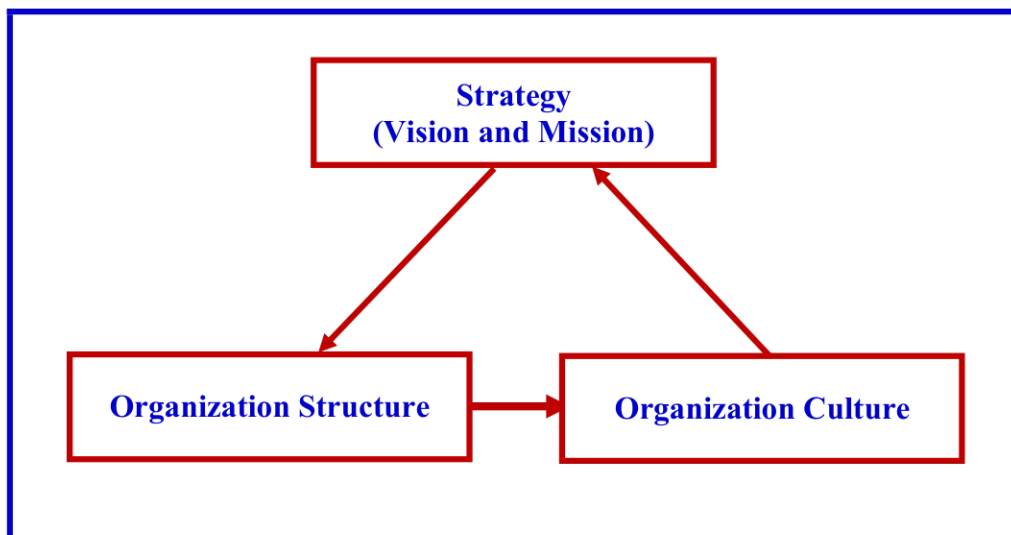 Strategy
(Vision and Mission)
Organization Structure
Organization Culture